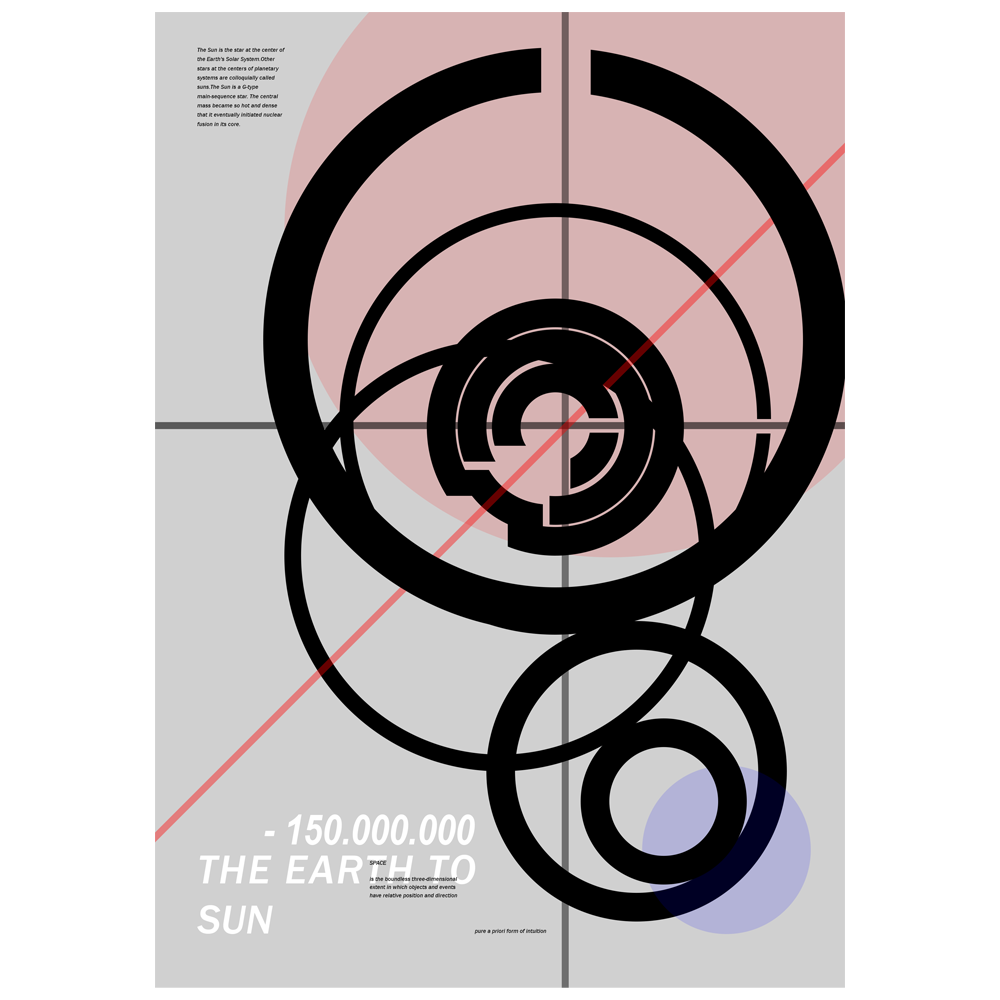 The Sun is the star at the center of
the Earth's Solar System.Other
stars at the centers of planetary
systems are colloquially called
suns.The Sun is a G-type
main-sequence star. The central
mass became so hot and dense
that it eventually initiated nuclear
fusion in its core.
- 150.000.000
THE EARTH TO
SUN
SPACE
is the boundless three-dimensional
extent in which objects and events
have relative position and direction
pure a priori form of intuition